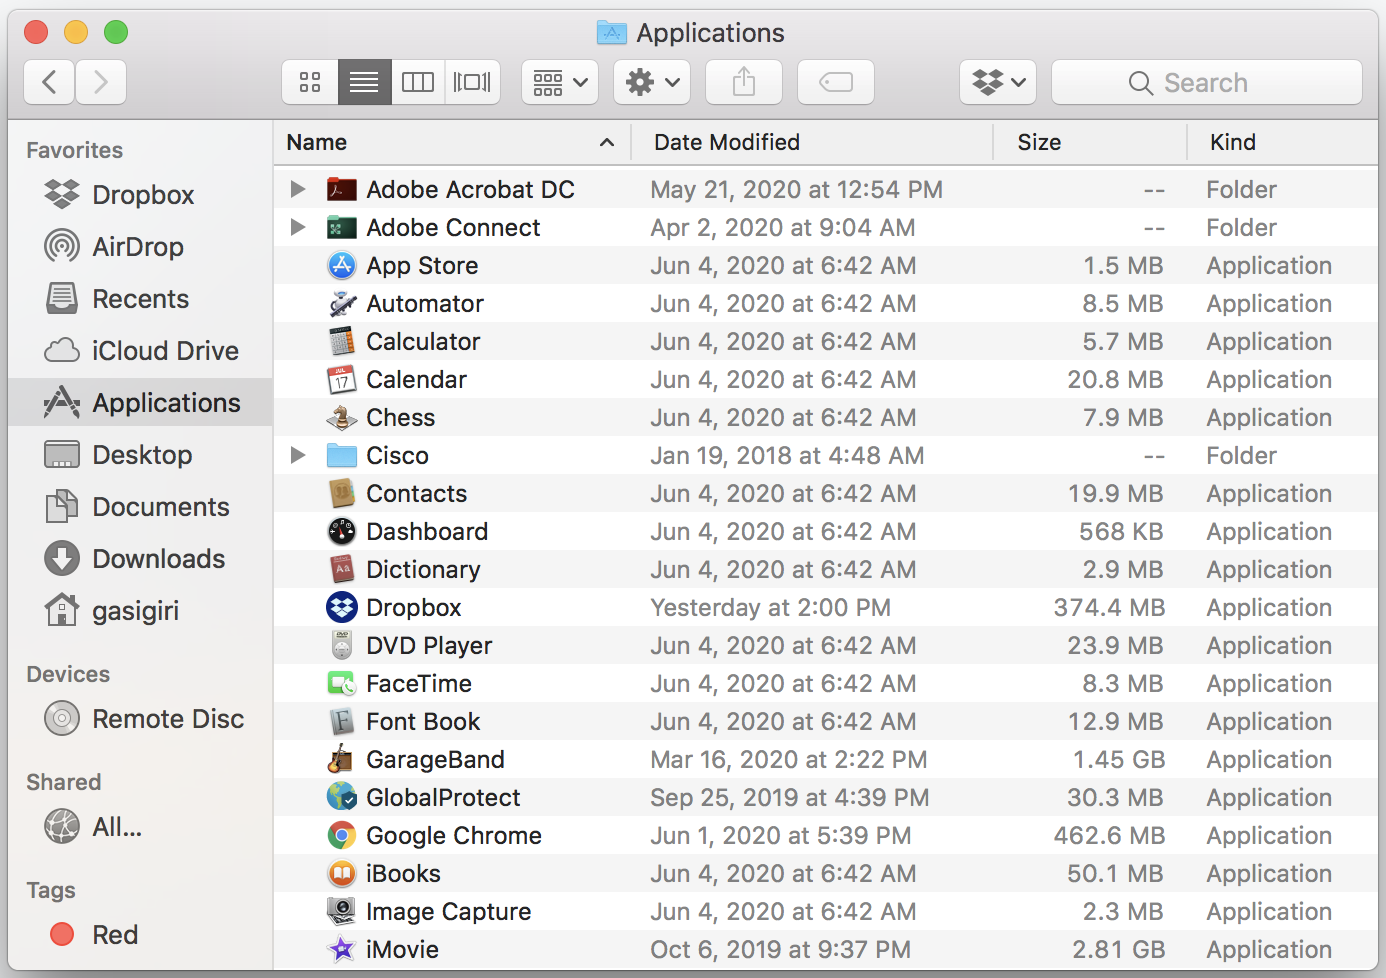 Applications
Search
Favorites
Dropbox
AirDrop
Recents
iCloud Drive
Applications
Desktop
Documents
Downloads
gasigiri
Devices
Remote Disc
Shared
All...
Tags
Red
Name Date Modified Size Kind
Adobe Acrobat DC May 21, 2020 at 12:54 PM -- Folder
Adobe Connect Apr 2, 2020 at 9:04 AM -- Folder
App Store Jun 4, 2020 at 6:42 AM 1.5 MB Application
Automator Jun 4, 2020 at 6:42 AM 8.5 MB Application
Calculator Jun 4, 2020 at 6:42 AM 5.7 MB Application
JUL
17
Calendar Jun 4, 2020 at 6:42 AM 20.8 MB Application
Chess Jun 4, 2020 at 6:42 AM 7.9 MB Application
Cisco Jan 19, 2018 at 4:48 AM -- Folder
Contacts Jun 4, 2020 at 6:42 AM 19.9 MB Application
Dashboard Jun 4, 2020 at 6:42 AM 568 KB Application
Aa
Dictionary Jun 4, 2020 at 6:42 AM 2.9 MB Application
Dropbox Yesterday at 2:00 PM 374.4 MB Application
DVD
DVD Player Jun 4, 2020 at 6:42 AM 23.9 MB Application
FaceTime Jun 4, 2020 at 6:42 AM 8.3 MB Application
F
Font Book Jun 4, 2020 at 6:42 AM 12.9 MB Application
GarageBand Mar 16, 2020 at 2:22 PM 1.45 GB Application
GlobalProtect Sep 25, 2019 at 4:39 PM 30.3 MB Application
Google Chrome Jun 1, 2020 at 5:39 PM 462.6 MB Application
iBooks Jun 4, 2020 at 6:42 AM 50.1 MB Application
Image Capture Jun 4, 2020 at 6:42 AM 2.3 MB Application
iMovie Oct 6, 2019 at 9:37 PM 2.81 GB Application